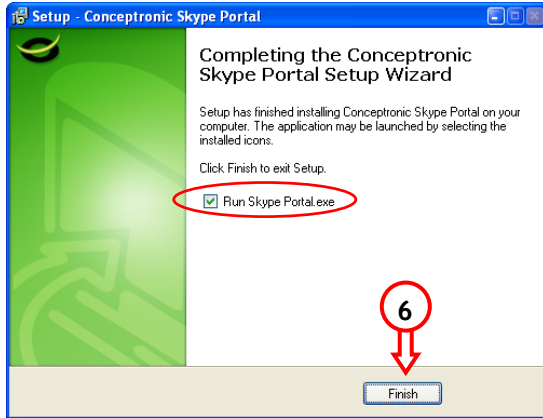 Setup - Conceptronic Skype Portal
Completing the Conceptronic
Skype Portal Setup Wizard
Setup has finished installing Conceptronic Skype Portal on your
computer. The application may be launched by selecting the
installed icons.
Click Finish to exit Setup.
Run Skype Portal.exe
6
Finish